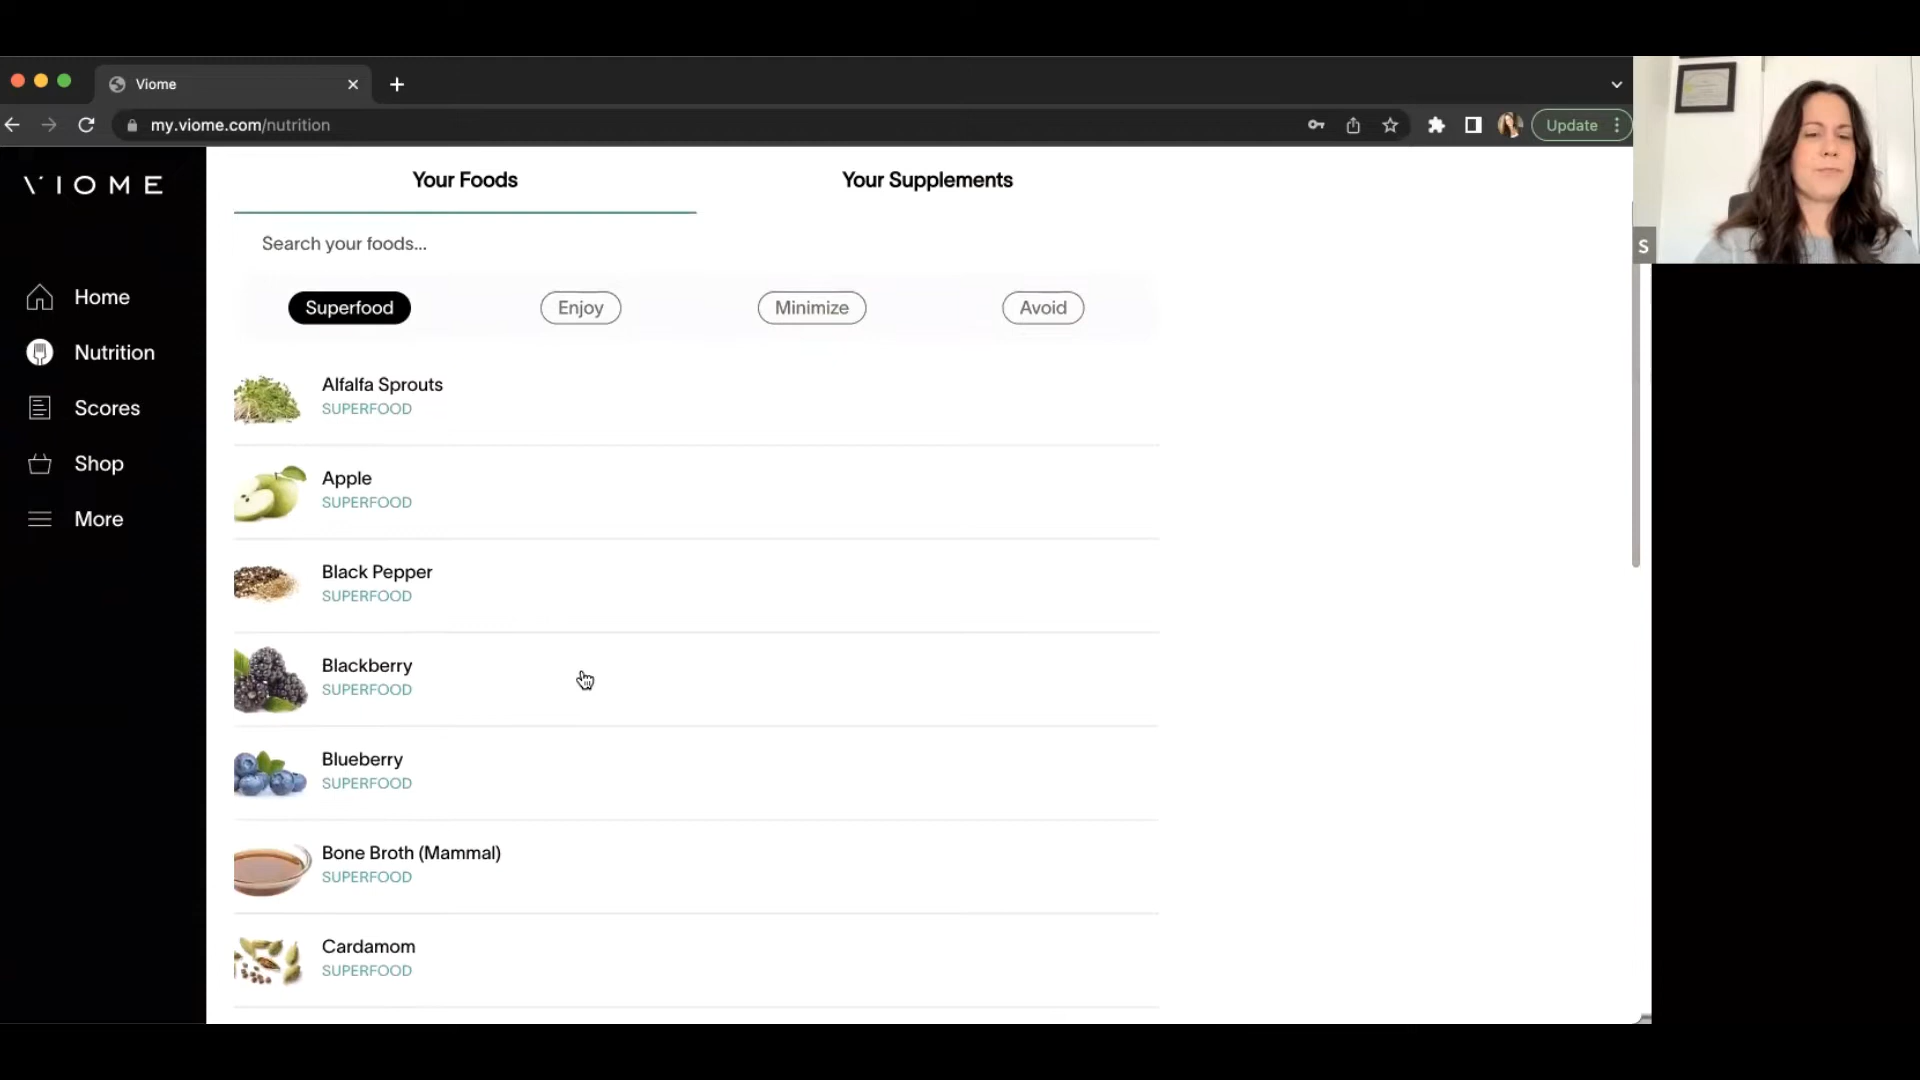 Viome
my.viome.com/nutrition
Update
VIOME
Home
Nutrition
Scores
Shop
More
Your Foods
Your Supplements
Search your foods...
Superfood
Enjoy
Minimize
Avoid
Alfalfa Sprouts
SUPERFOOD
Apple
SUPERFOOD
Black Pepper
SUPERFOOD
Blackberry
SUPERFOOD
Blueberry
SUPERFOOD
Bone Broth (Mammal)
SUPERFOOD
Cardamom
SUPERFOOD
S